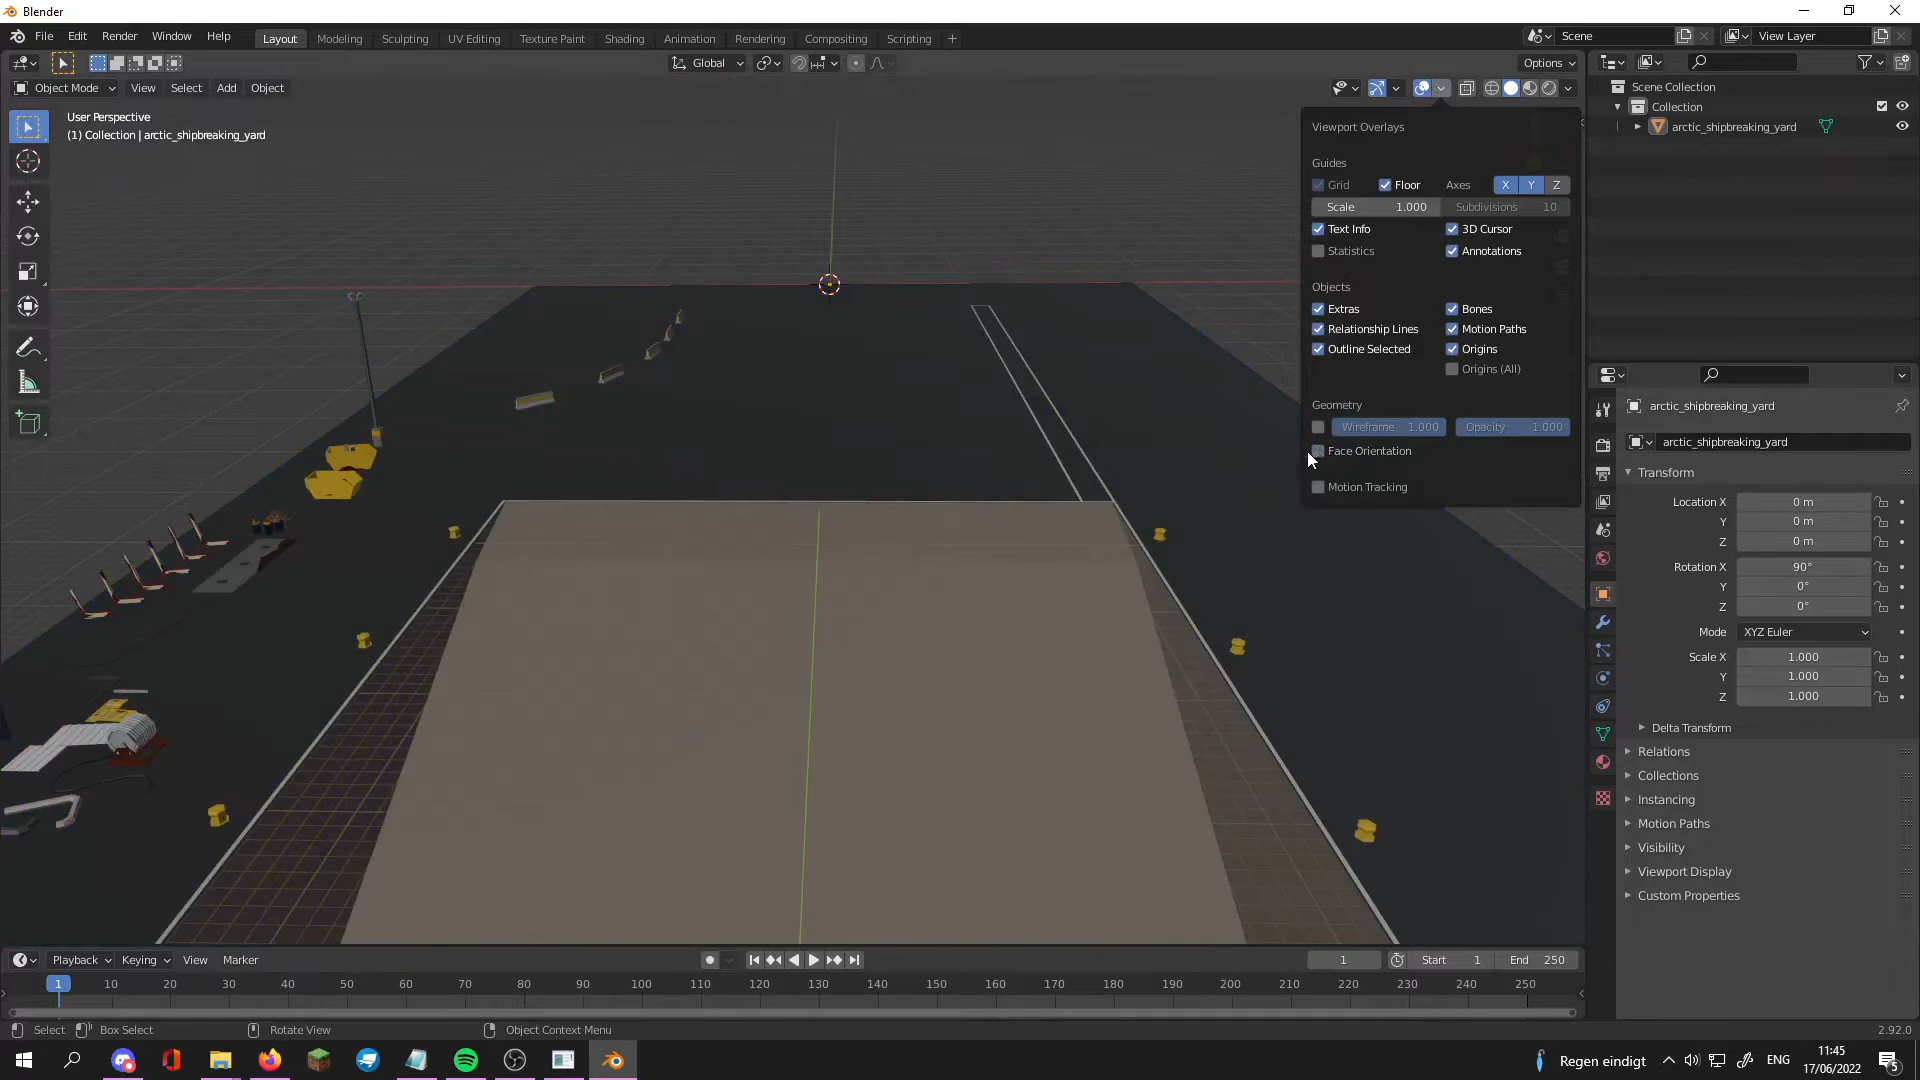 Blender
File Edit Render Window Help
Layout Modeling Sculpting UV Editing Texture Paint Shading Animation Rendering Compositing Scripting +
Scene
View Layer
Global
Options
Object Mode View Select Add Object
User Perspective
(1) Collection | arctic_shipbreaking_yard
Viewport Overlays
Guides
Grid Floor Axes X Y Z
Scale 1.000 Subdivisions 10
Text Info 3D Cursor
Statistics Annotations
Objects
Extras Bones
Relationship Lines Motion Paths
Outline Selected Origins
Origins (All)
Geometry
Wireframe 1.000 Opacity 1.000
Face Orientation
Motion Tracking
Scene Collection
Collection
arctic_shipbreaking_yard
arctic_shipbreaking_yard
arctic_shipbreaking_yard
Transform
Location X 0 m
Y 0 m
Z 0 m
Rotation X 90°
Y 0°
Z 0°
Mode XYZ Euler
Scale X 1.000
Y 1.000
Z 1.000
Delta Transform
Relations
Collections
Instancing
Motion Paths
Visibility
Viewport Display
Custom Properties
Playback Keying View Marker
1 Start 1 End 250
1 10 20 30 40 50 60 70 80 90 100 110 120 130 140 150 160 170 180 190 200 210 220 230 240 250
Select Box Select Rotate View Object Context Menu
2.92.0
Regen eindigt
ENG
11:45
17/06/2022
5